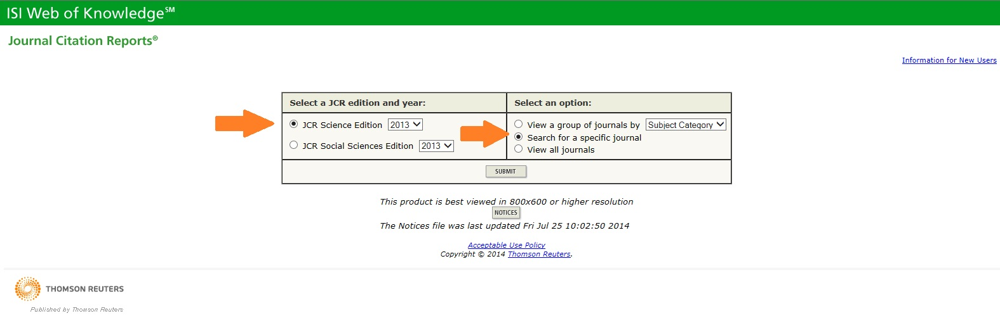 ISI Web of Knowledge℠
Journal Citation Reports®
Information for New Users
Select a JCR edition and year:
Select an option:
JCR Science Edition 2013
View a group of journals by Subject Category
Search for a specific journal
JCR Social Sciences Edition 2013
View all journals
SUBMIT
This product is best viewed in 800x600 or higher resolution
NOTICES
The Notices file was last updated Fri Jul 25 10:02:50 2014
Acceptable Use Policy
Copyright © 2014 Thomson Reuters.
THOMSON REUTERS
Published by Thomson Reuters